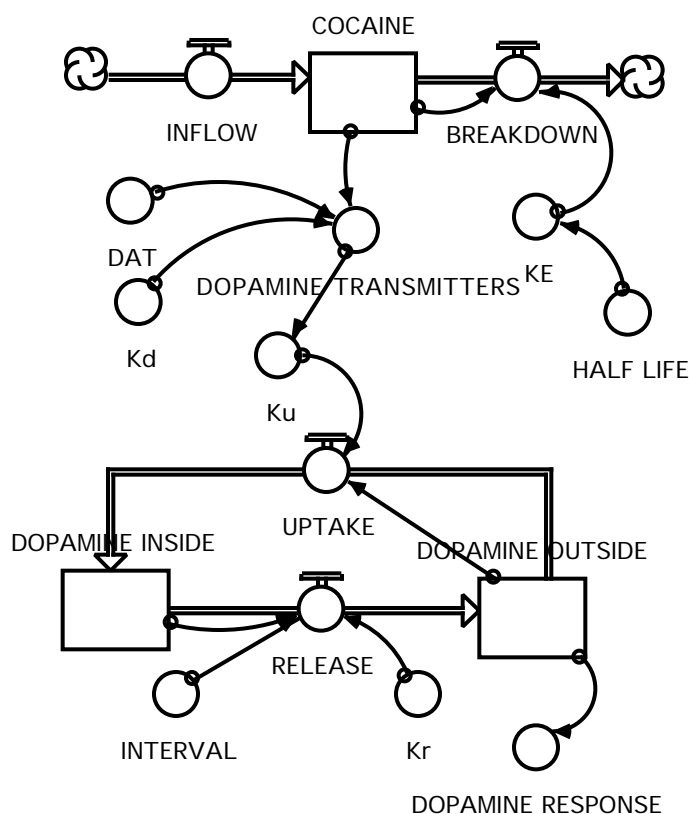 COCAINE
INFLOW
BREAKDOWN
DAT
DOPAMINE TRANSMITTERS
KE
Kd
HALF LIFE
Ku
UPTAKE
DOPAMINE INSIDE
DOPAMINE OUTSIDE
RELEASE
INTERVAL
Kr
DOPAMINE RESPONSE